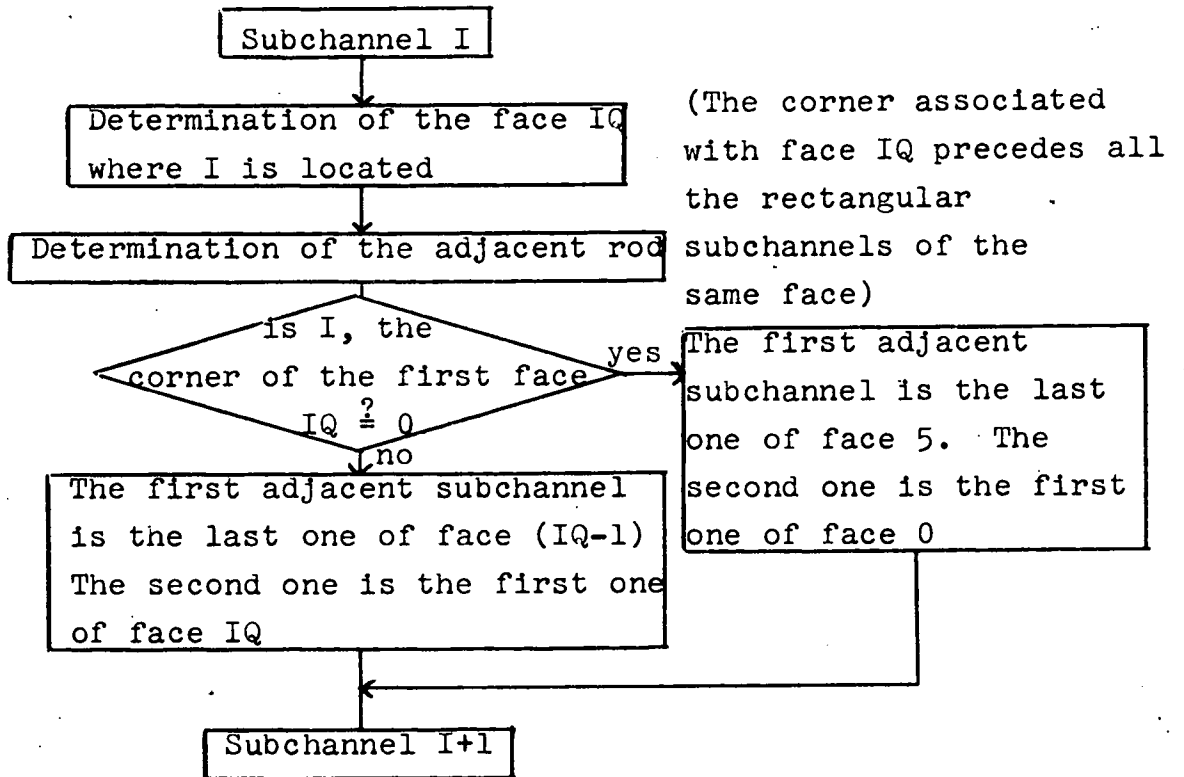 Subchannel I
Determination of the face IQ
where I is located
(The corner associated
with face IQ precedes all
the rectangular
subchannels of the
same face)
Determination of the adjacent rod
is I, the
corner of the first face
IQ ≟ 0
yes
no
The first adjacent
subchannel is the last
one of face 5. The
second one is the first
one of face 0
The first adjacent subchannel
is the last one of face (IQ-1)
The second one is the first one
of face IQ
Subchannel I+1